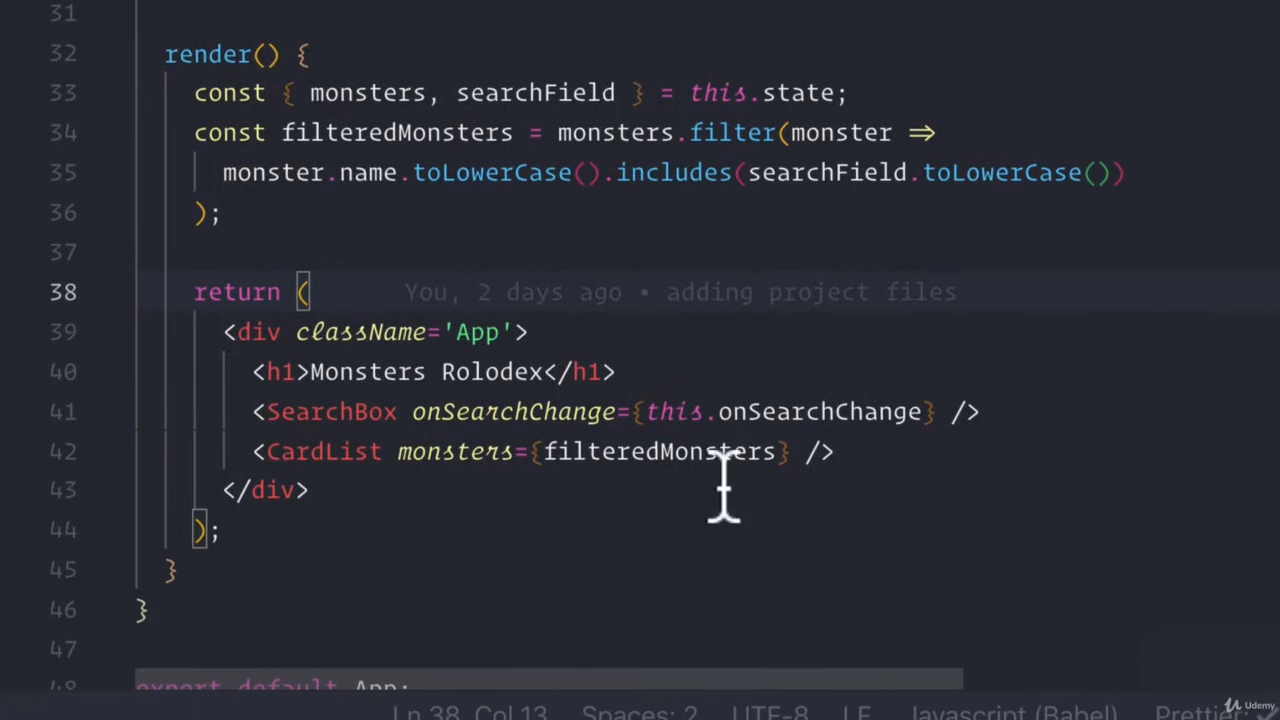 31
32 render() {
33 const { monsters, searchField } = this.state;
34 const filteredMonsters = monsters.filter(monster =>
35 monster.name.toLowerCase().includes(searchField.toLowerCase())
36 );
37
38 return ( You, 2 days ago • adding project files
39 <div className='App'>
40 <h1>Monsters Rolodex</h1>
41 <SearchBox onSearchChange={this.onSearchChange} />
42 <CardList monsters={filteredMonsters} />
43 </div>
44 );
45 }
46 }
47
48 export default App;
Ln 38, Col 13 Spaces: 2 UTF-8 LF Javascript (Babel) Prettier: ✓
Udemy